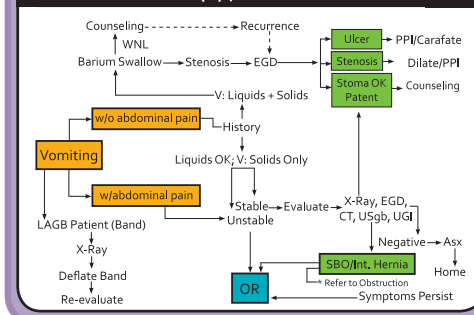 Counseling
Recurrence
WNL
Barium Swallow
Stenosis
EGD
Ulcer
PPI/Carafate
Stenosis
Dilate/PPI
Stoma OK
Patent
Counseling
V: Liquids + Solids
w/o abdominal pain
History
Vomiting
Liquids OK; V: Solids Only
w/abdominal pain
Stable
Unstable
Evaluate
X-Ray, EGD,
CT, USgb, UGI
LAGB Patient (Band)
X-Ray
Deflate Band
Re-evaluate
Negative
Asx
Home
SBO/Int. Hernia
* Refer to Obstruction
OR
Symptoms Persist